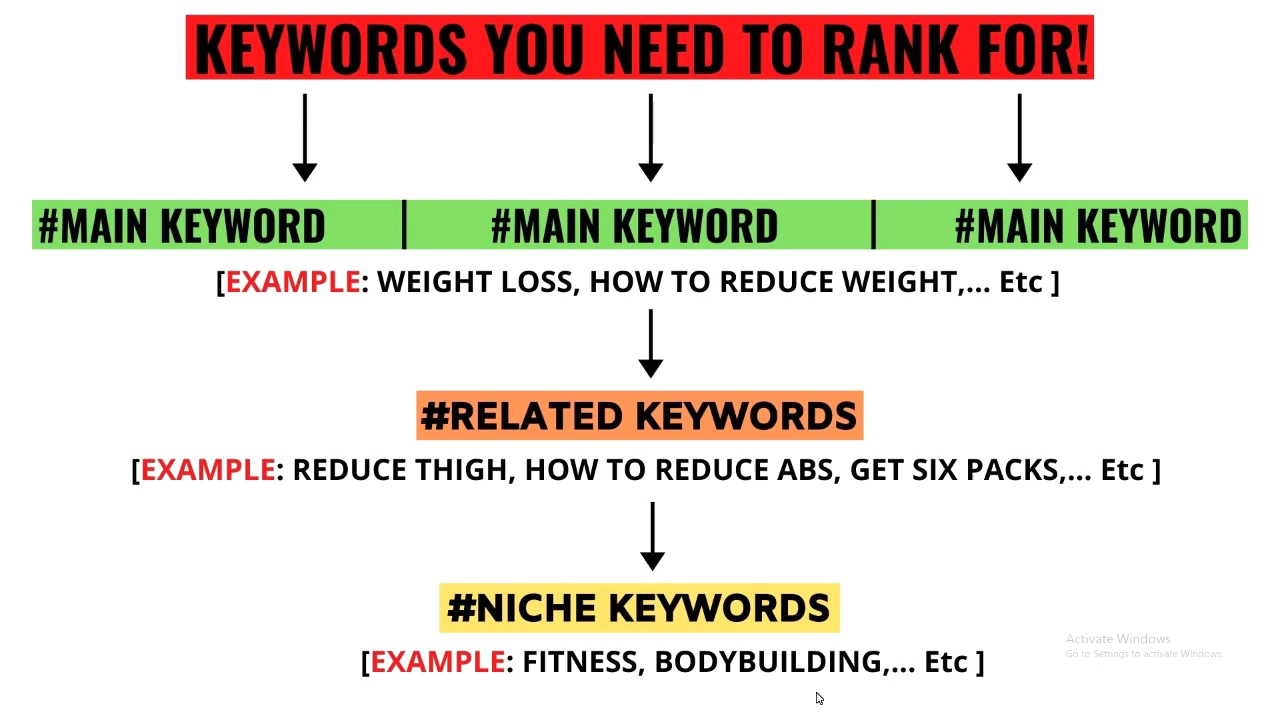 KEYWORDS YOU NEED TO RANK FOR!
#MAIN KEYWORD | #MAIN KEYWORD | #MAIN KEYWORD
[EXAMPLE: WEIGHT LOSS, HOW TO REDUCE WEIGHT,... Etc ]
#RELATED KEYWORDS
[EXAMPLE: REDUCE THIGH, HOW TO REDUCE ABS, GET SIX PACKS,... Etc ]
#NICHE KEYWORDS
[EXAMPLE: FITNESS, BODYBUILDING,... Etc ]
Activate Windows
Go to Settings to activate Windows.